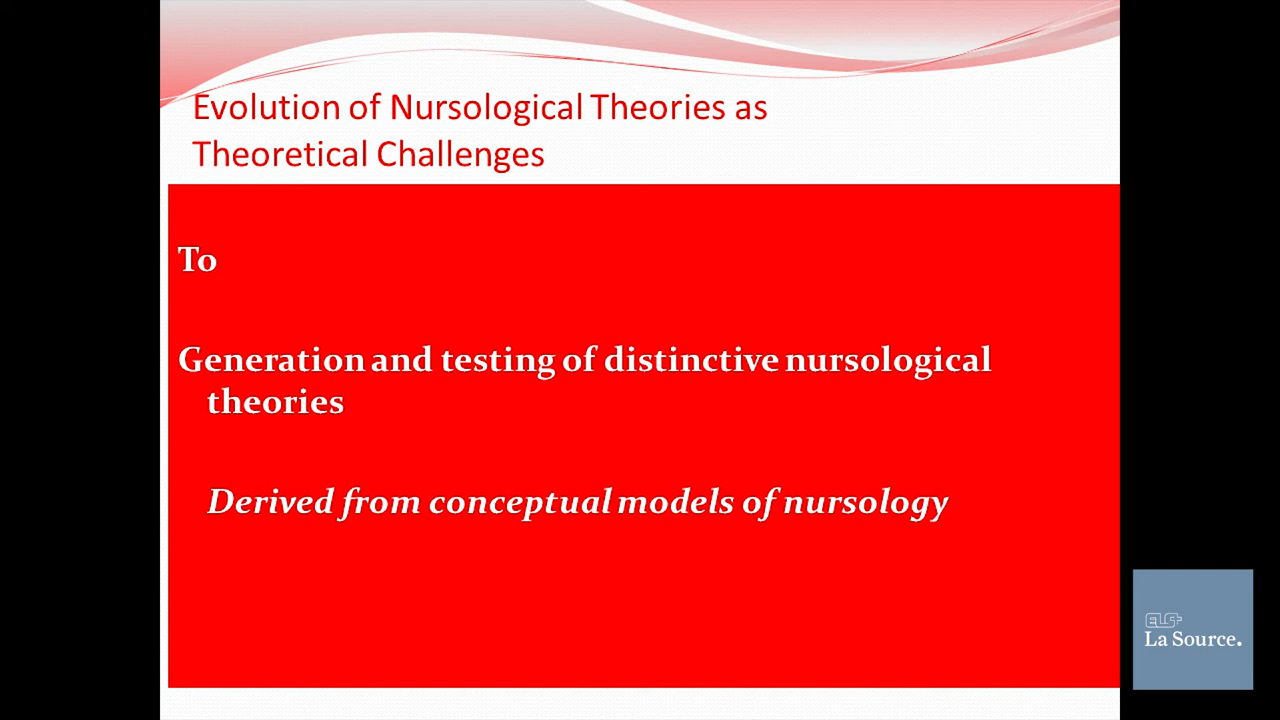 Evolution of Nursological Theories as
Theoretical Challenges
To
Generation and testing of distinctive nursological
theories
Derived from conceptual models of nursology
ELS+
La Source.